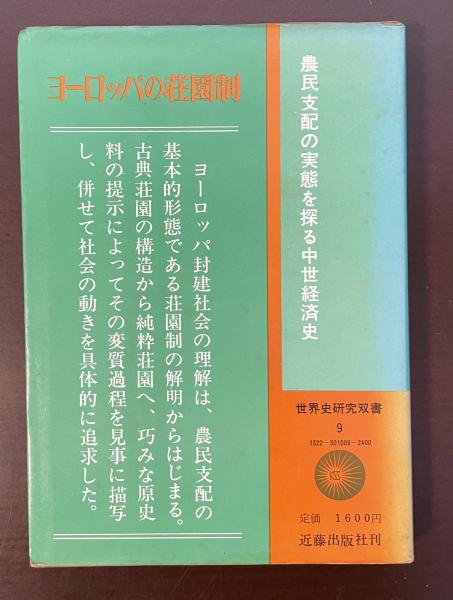 ヨーロッパの荘園制
ヨーロッパ封建社会の理解は、農民支配の
基本的形態である荘園制の解明からはじまる。
古典荘園の構造から純粋荘園へ、巧みな原史
料の提示によってその変質過程を見事に描写
し、併せて社会の動きを具体的に追求した。
農民支配の実態を探る中世経済史
世界史研究双書
9
1322-301009-2400
KSS
定価 1600円
近藤出版社刊